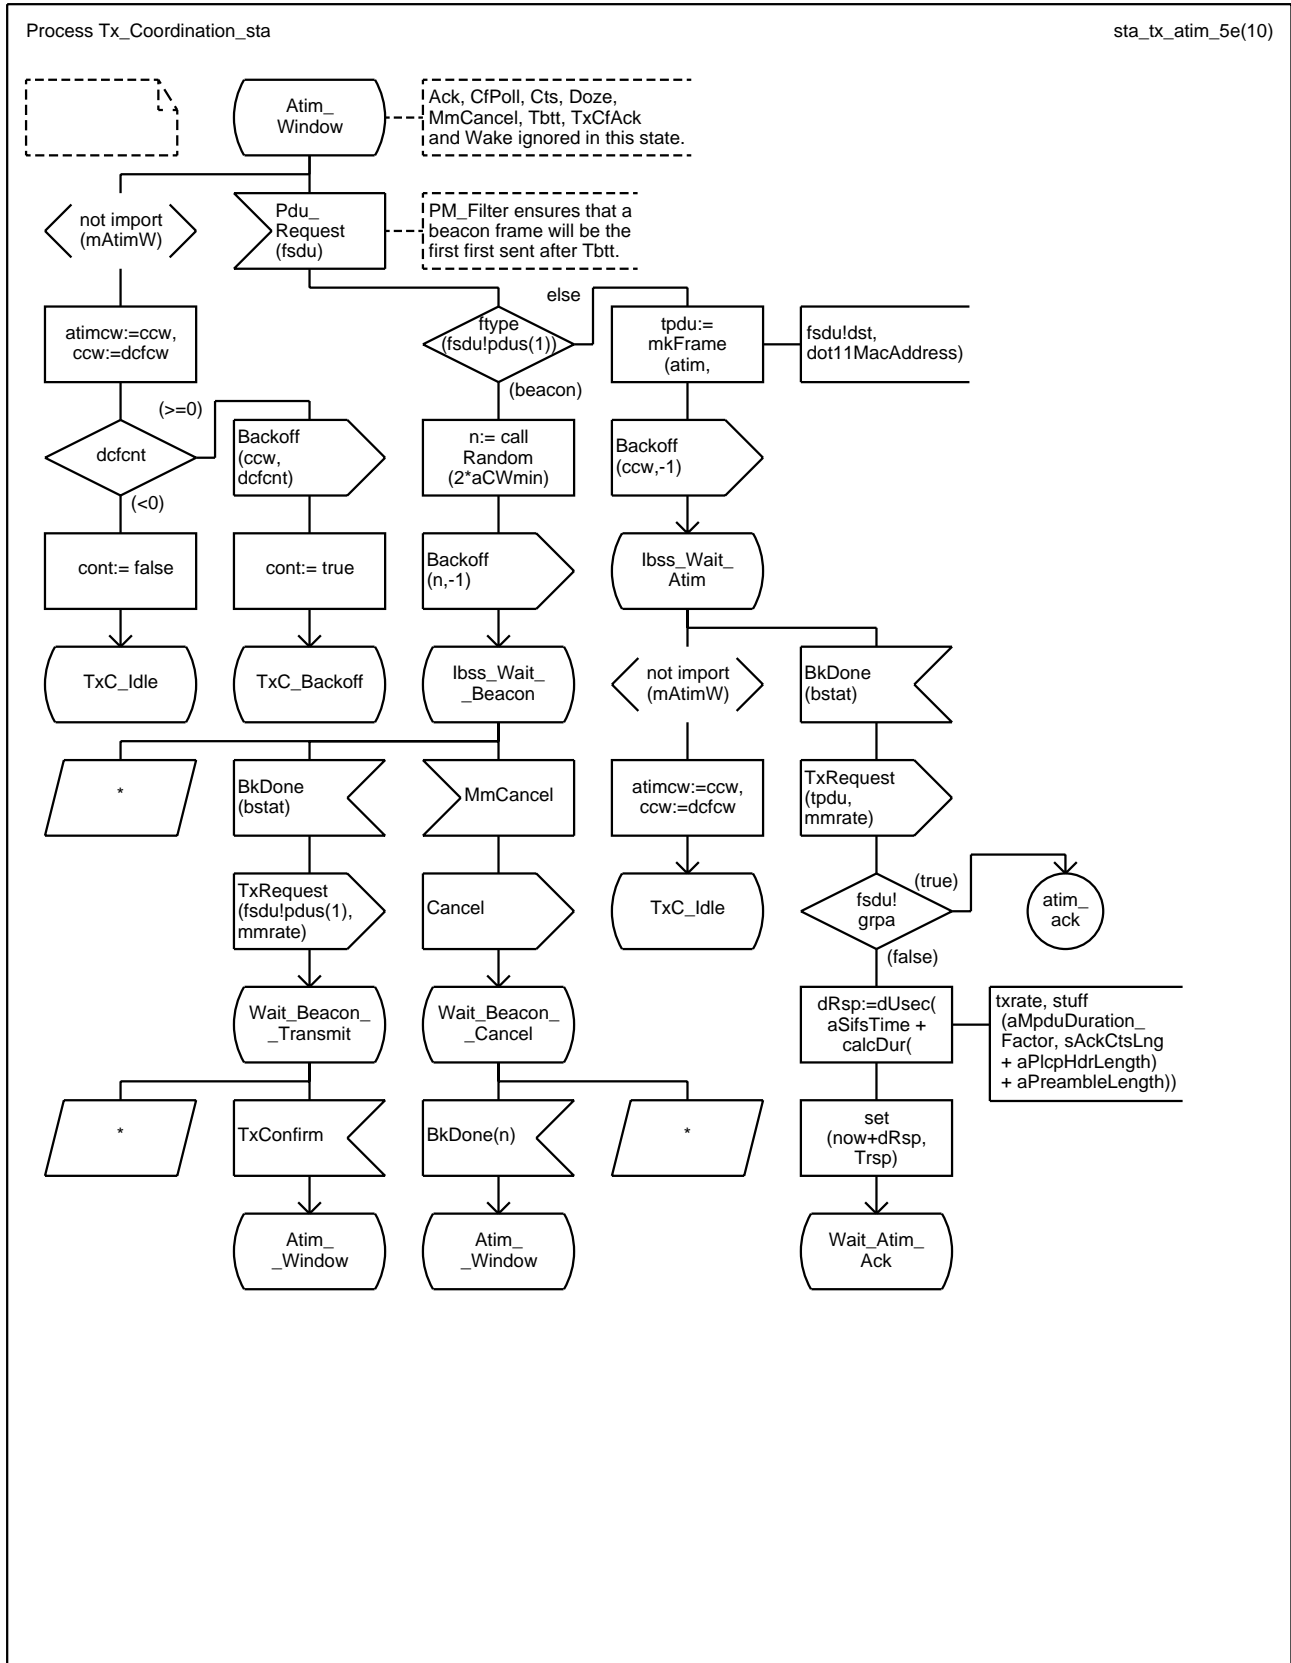 Process Tx_Coordination_sta
sta_tx_atim_5e(10)
Atim_
_Window
Ack, CfPoll, Cts, Doze,
MmCancel, Tbtt, TxCfAck
and Wake ignored in this state.
not import
(mAtimW)
Pdu_
Request
(fsdu)
PM_Filter ensures that a
beacon frame will be the
first first sent after Tbtt.
atimcw:=ccw,
ccw:=dcfcw
ftype
(fsdu!pdus(1))
else
(beacon)
tpdu:=
mkFrame
(atim,
fsdu!dst,
dot11MacAddress)
dcfcnt
(>=0)
(<0)
Backoff
(ccw,
dcfcnt)
n:= call
Random
(2*aCWmin)
Backoff
(ccw,-1)
cont:= false
cont:= true
Backoff
(n,-1)
Ibss_Wait_
_Atim
TxC_Idle
TxC_Backoff
Ibss_Wait_
_Beacon
not import
(mAtimW)
BkDone
(bstat)
*
BkDone
(bstat)
MmCancel
atimcw:=ccw,
ccw:=dcfcw
TxRequest
(tpdu,
mmrate)
TxRequest
(fsdu!pdus(1),
mmrate)
Cancel
TxC_Idle
fsdu!
grpa
(true)
(false)
atim_
ack
Wait_Beacon_
_Transmit
Wait_Beacon_
_Cancel
dRsp:=dUsec(
aSifsTime +
calcDur(
txrate, stuff
(aMpduDuration_
Factor, sAckCtsLng
+ aPlcpHdrLength)
+ aPreambleLength))
*
TxConfirm
BkDone(n)
*
set
(now+dRsp,
Trsp)
Atim_
_Window
Atim_
_Window
Wait_Atim_
Ack